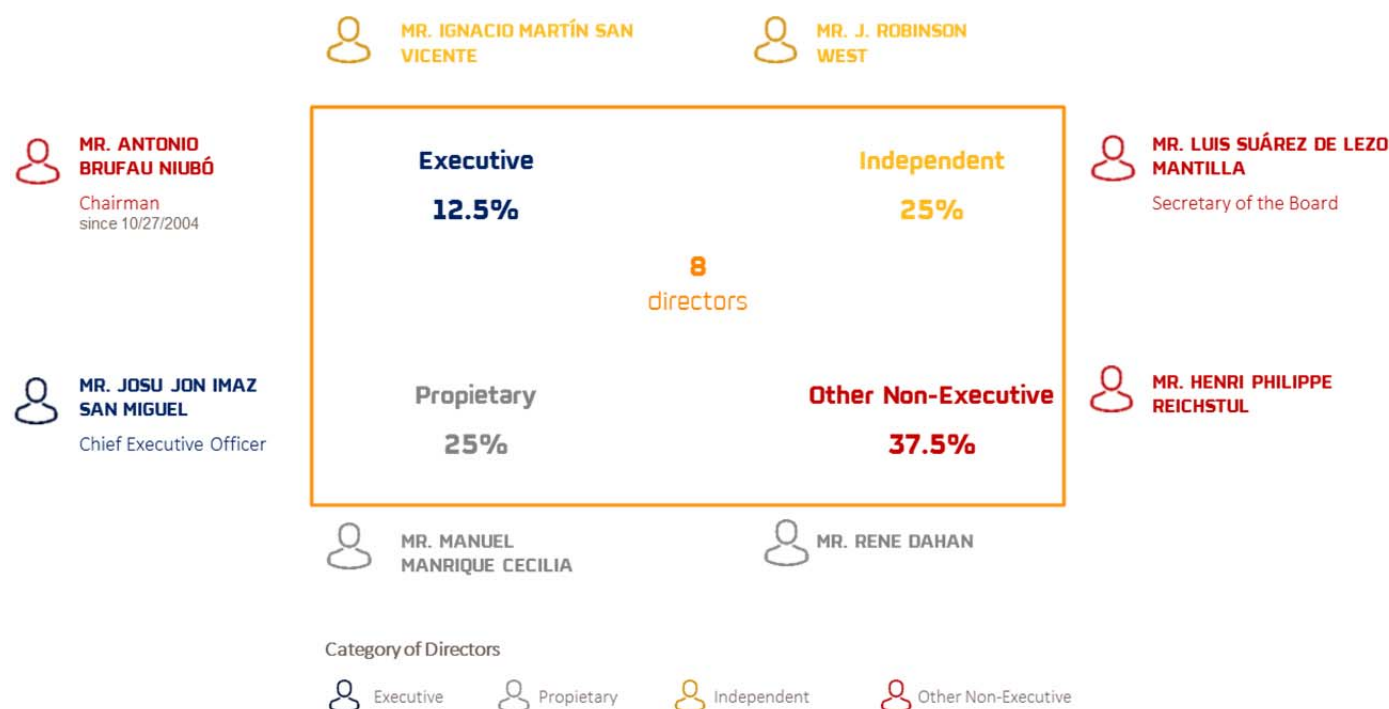 MR. IGNACIO MARTÍN SAN
VICENTE
MR. J. ROBINSON
WEST
MR. ANTONIO
BRUFAU NIUBÓ
Chairman
since 10/27/2004
Executive
12.5%
Independent
25%
MR. LUIS SUÁREZ DE LEZO
MANTILLA
Secretary of the Board
8
directors
MR. JOSU JON IMAZ
SAN MIGUEL
Chief Executive Officer
Propietary
25%
Other Non-Executive
37.5%
MR. HENRI PHILIPPE
REICHSTUL
MR. MANUEL
MANRIQUE CECILIA
MR. RENE DAHAN
Category of Directors
Executive
Propietary
Independent
Other Non-Executive